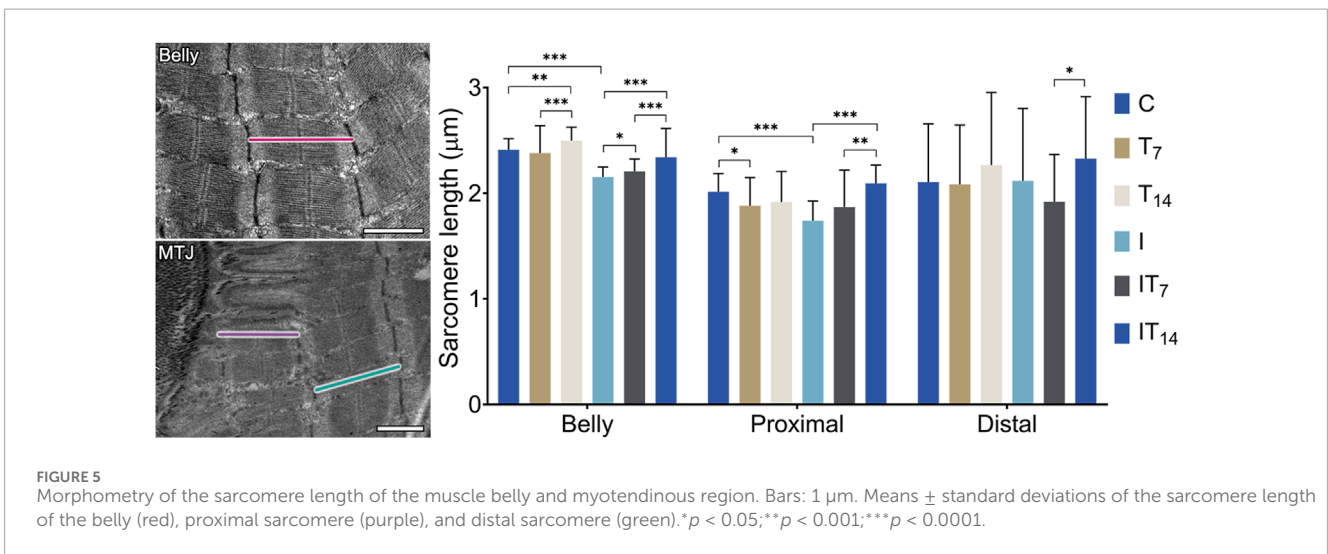 Belly
MTJ
Sarcomere length (μm)
3
2
1
0
***
**
***
***
***
*
***
*
***
**
*
Belly
Proximal
Distal
C
T7
T14
I
IT7
IT14
FIGURE 5
Morphometry of the sarcomere length of the muscle belly and myotendinous region. Bars: 1 μm. Means ± standard deviations of the sarcomere length
of the belly (red), proximal sarcomere (purple), and distal sarcomere (green).*p < 0.05;**p < 0.001;***p < 0.0001.